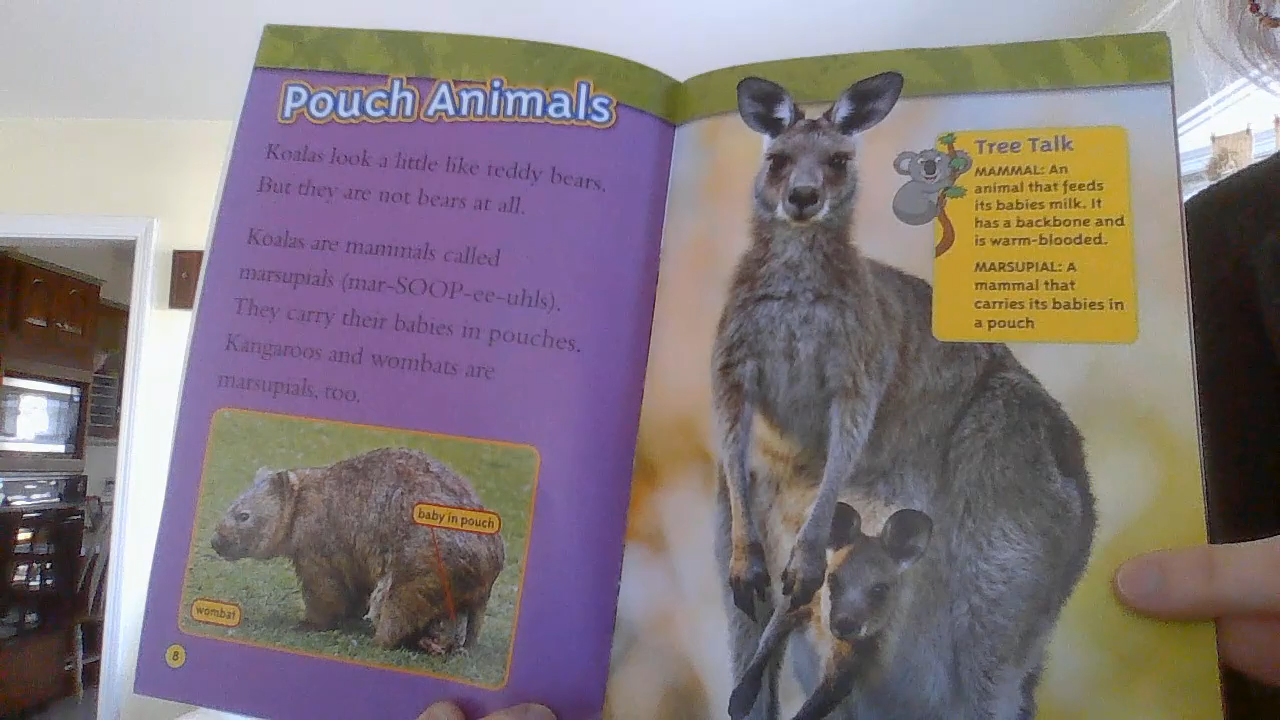 Pouch Animals
Koalas look a little like teddy bears.
But they are not bears at all.
Koalas are mammals called
marsupials (mar-SOOP-ee-uhls).
They carry their babies in pouches.
Kangaroos and wombats are
marsupials, too.
baby in pouch
wombat
8
Tree Talk
MAMMAL: An
animal that feeds
its babies milk. It
has a backbone and
is warm-blooded.
MARSUPIAL: A
mammal that
carries its babies in
a pouch